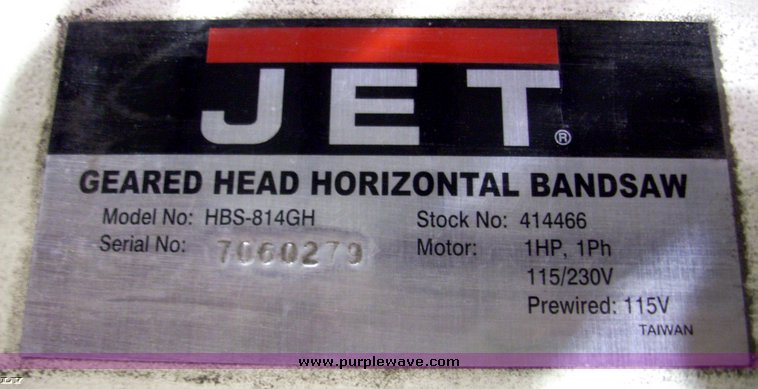 JET®
GEARED HEAD HORIZONTAL BANDSAW
Model No: HBS-814GH
Serial No: 7060279
Stock No: 414466
Motor: 1HP, 1Ph
115/230V
Prewired: 115V
TAIWAN
www.purplewave.com